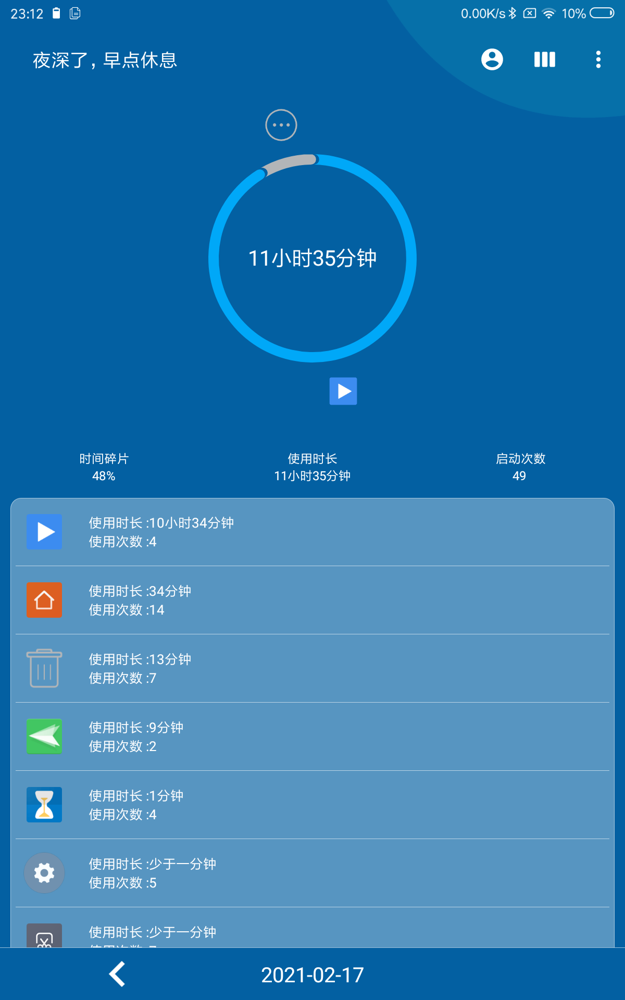 23:12
0.00K/s 10%
夜深了，早点休息
11小时35分钟
时间碎片
48%
使用时长
11小时35分钟
启动次数
49
使用时长 :10小时34分钟
使用次数 :4
使用时长 :34分钟
使用次数 :14
使用时长 :13分钟
使用次数 :7
使用时长 :9分钟
使用次数 :2
使用时长 :1分钟
使用次数 :4
使用时长 :少于一分钟
使用次数 :5
使用时长 :少于一分钟
2021-02-17